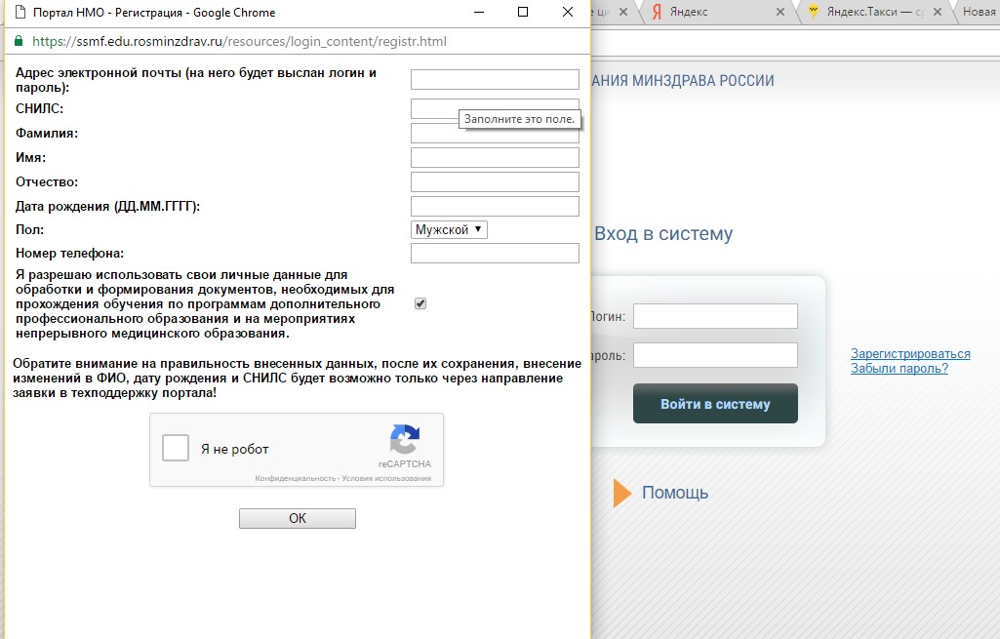 Портал НМО - Регистрация - Google Chrome
Яндекс
Яндекс.Такси —
Новая
https://ssmf.edu.rosminzdrav.ru/resources/login_content/registr.html
Адрес электронной почты (на него будет выслан логин и
пароль):
СНИЛС:
Заполните это поле.
Фамилия:
Имя:
Отчество:
Дата рождения (ДД.ММ.ГГГГ):
Пол:
Мужской
Номер телефона:
Я разрешаю использовать свои личные данные для
обработки и формирования документов, необходимых для
прохождения обучения по программам дополнительного
профессионального образования и на мероприятиях
непрерывного медицинского образования.
Обратите внимание на правильность внесенных данных, после их сохранения, внесение
изменений в ФИО, дату рождения и СНИЛС будет возможно только через направление
заявки в техподдержку портала!
Я не робот
reCAPTCHA
Конфиденциальность - Условия использования
ОК
АНИЯ МИНЗДРАВА РОССИИ
Вход в систему
Логин:
ароль:
Войти в систему
Зарегистрироваться
Забыли пароль?
Помощь